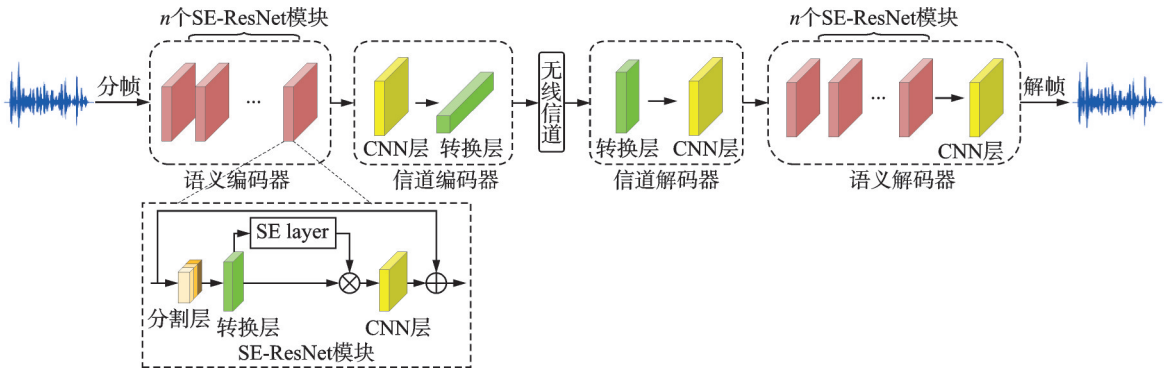 n个SE-ResNet模块
n个SE-ResNet模块
分帧
...
CNN层
转换层
无线信道
转换层
CNN层
...
CNN层
解帧
语义编码器
信道编码器
信道解码器
语义解码器
SE layer
分割层
转换层
CNN层
SE-ResNet模块